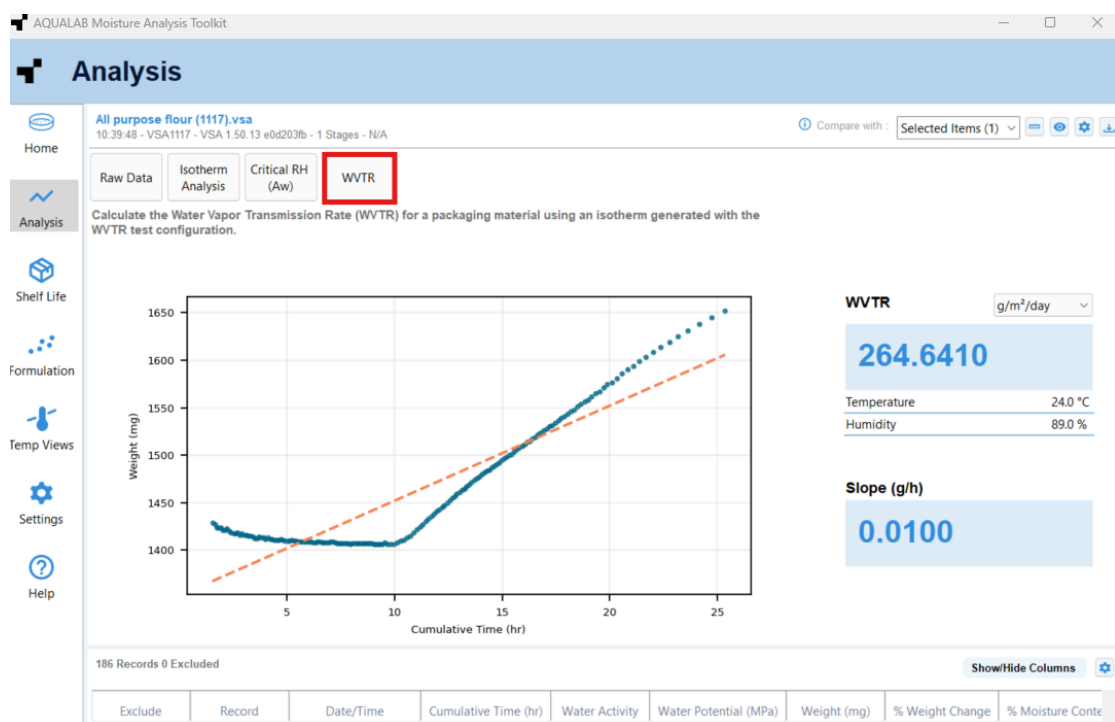 AQUALAB Moisture Analysis Toolkit
Analysis
Home
Analysis
Shelf Life
Formulation
Temp Views
Settings
Help
All purpose flour (1117).vsa
10:39:48 - VSA1117 - VSA 1.50.13 e0d203fb - 1 Stages - N/A
Compare with :
Selected Items (1)
Raw Data
Isotherm
Analysis
Critical RH
(Aw)
WVTR
Calculate the Water Vapor Transmission Rate (WVTR) for a packaging material using an isotherm generated with the
WVTR test configuration.
Weight (mg)
1650
1600
1550
1500
1450
1400
5 10 15 20 25
Cumulative Time (hr)
WVTR
g/m²/day
264.6410
Temperature 24.0 °C
Humidity 89.0 %
Slope (g/h)
0.0100
186 Records 0 Excluded
Show/Hide Columns
Exclude Record Date/Time Cumulative Time (hr) Water Activity Water Potential (MPa) Weight (mg) % Weight Change % Moisture Conte